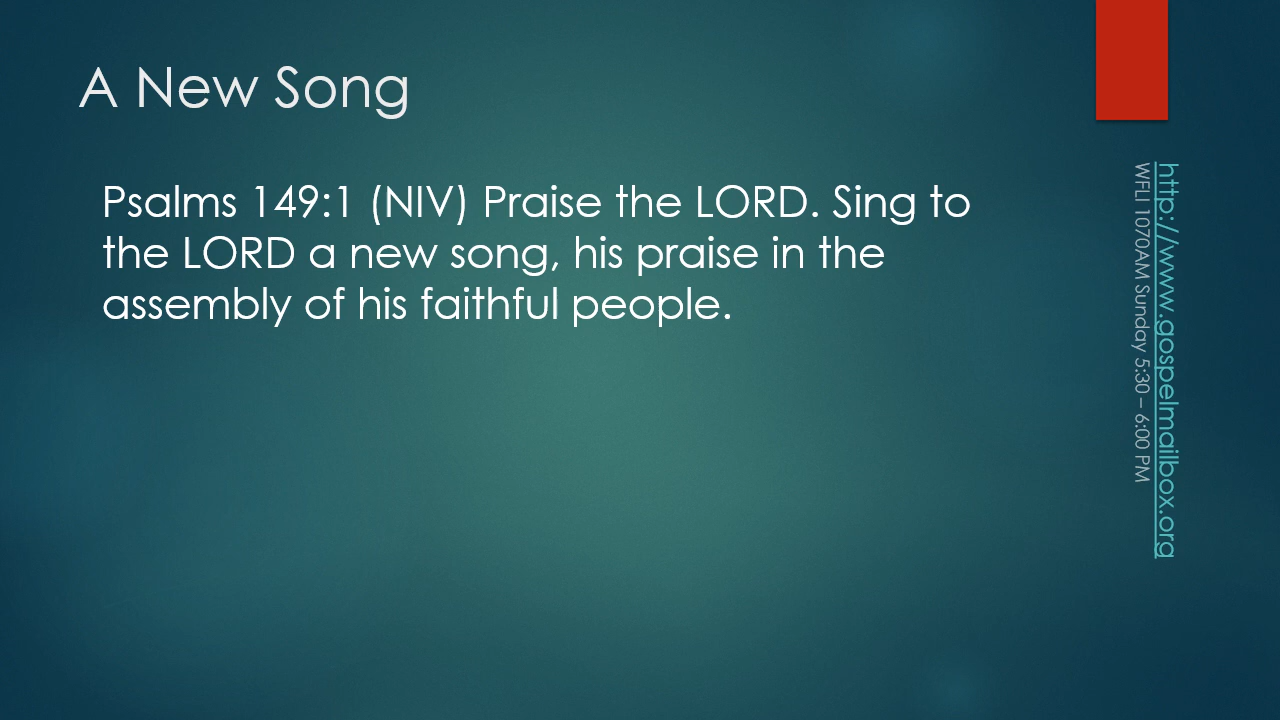 A New Song
Psalms 149:1 (NIV) Praise the LORD. Sing to
the LORD a new song, his praise in the
assembly of his faithful people.
http://www.gospelmailbox.org
WFLI 1070AM Sunday 5:30 – 6:00 PM